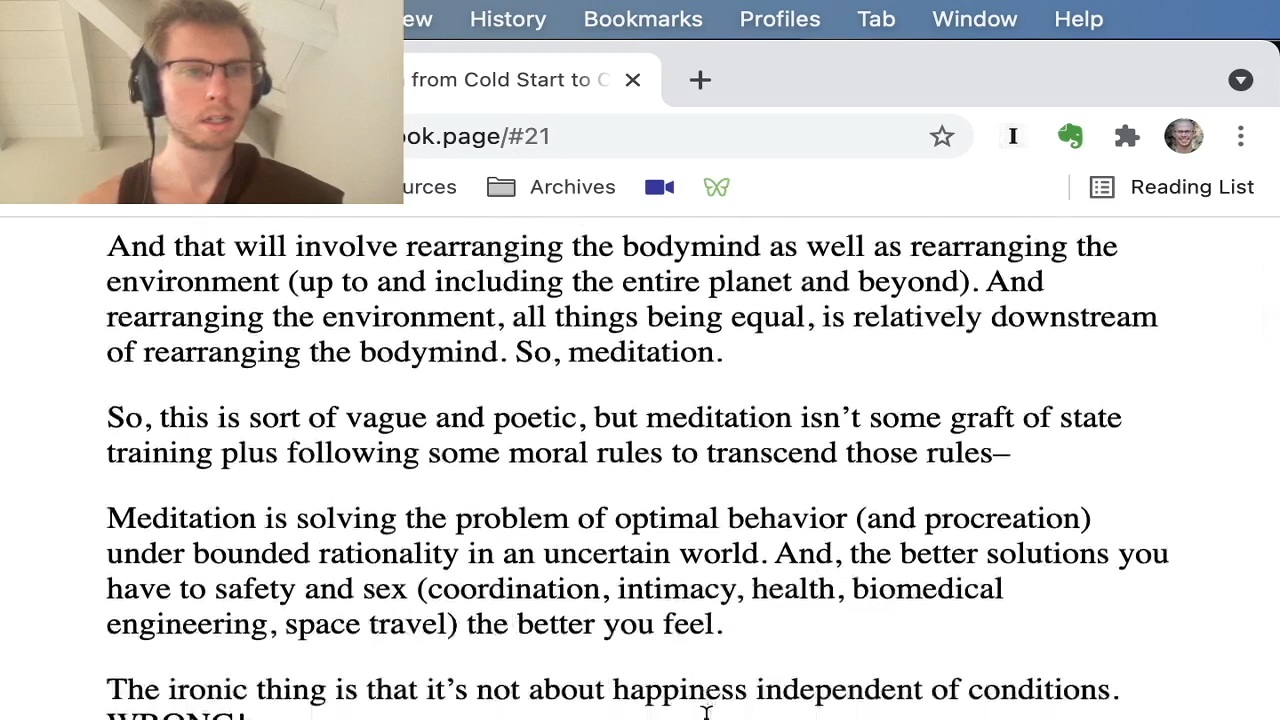 ew History Bookmarks Profiles Tab Window Help
from Cold Start to C
ok.page/#21
urces Archives Reading List
And that will involve rearranging the bodymind as well as rearranging the
environment (up to and including the entire planet and beyond). And
rearranging the environment, all things being equal, is relatively downstream
of rearranging the bodymind. So, meditation.
So, this is sort of vague and poetic, but meditation isn’t some graft of state
training plus following some moral rules to transcend those rules–
Meditation is solving the problem of optimal behavior (and procreation)
under bounded rationality in an uncertain world. And, the better solutions you
have to safety and sex (coordination, intimacy, health, biomedical
engineering, space travel) the better you feel.
The ironic thing is that it’s not about happiness independent of conditions.
WRONG!